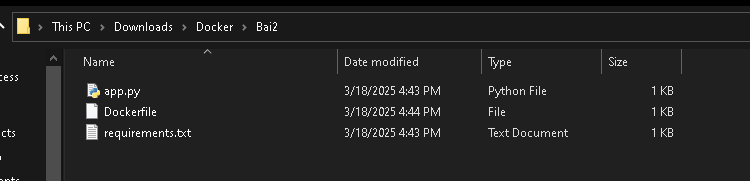 This PC > Downloads > Docker > Bai2
Name Date modified Type Size
cess
app.py 3/18/2025 4:43 PM Python File 1 KB
Dockerfile 3/18/2025 4:44 PM File 1 KB
requirements.txt 3/18/2025 4:43 PM Text Document 1 KB
cts
ents